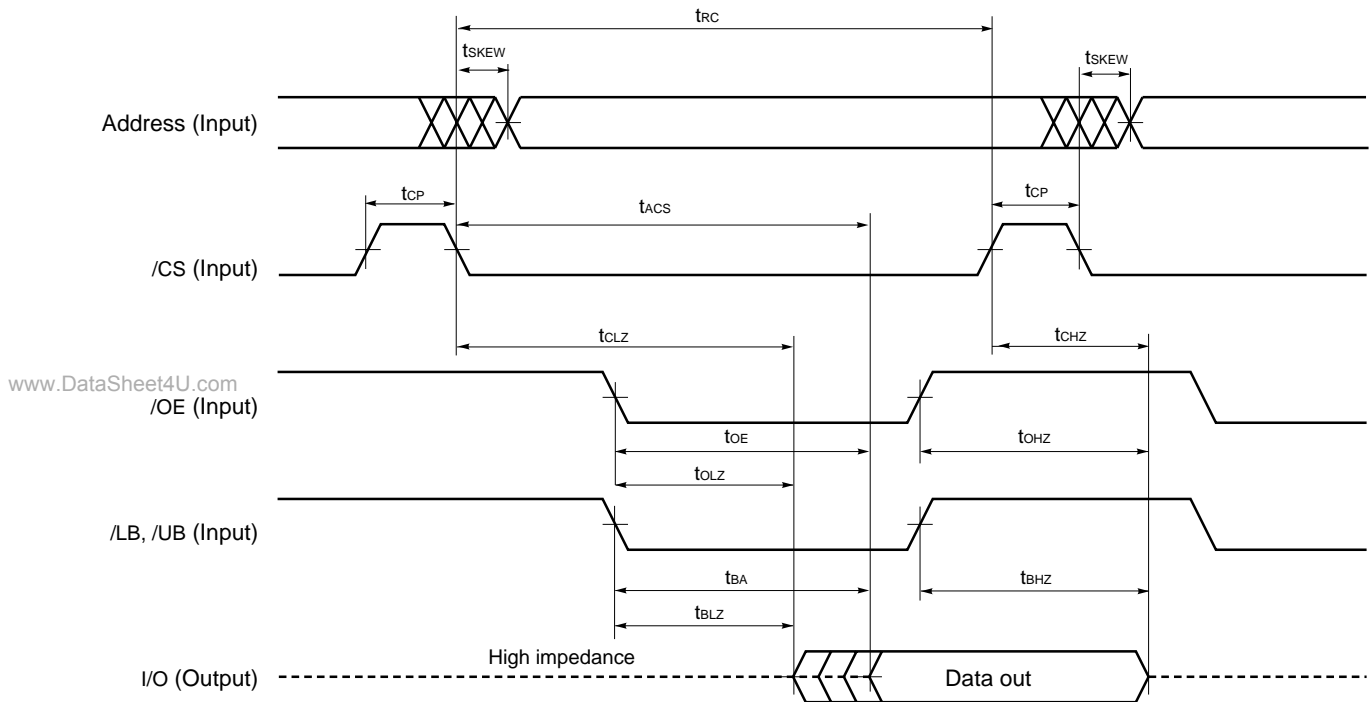 tRC
tSKEW
tSKEW
Address (Input)
tCP
tACS
tCP
/CS (Input)
tCLZ
tCHZ
www.DataSheet4U.com
/OE (Input)
tOE
tOHZ
tOLZ
/LB, /UB (Input)
tBA
tBHZ
tBLZ
High impedance
I/O (Output)
Data out